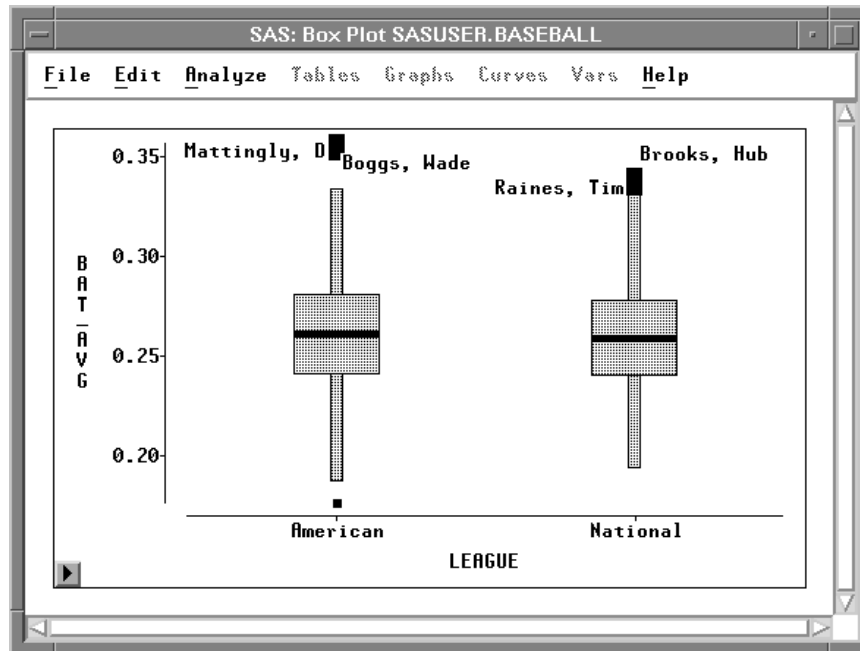 SAS: Box Plot SASUSER.BASEBALL
File Edit Analyze Tables Graphs Curves Vars Help
Mattingly, D
Boggs, Wade
Brooks, Hub
Raines, Tim
0.35
0.30
0.25
0.20
BAT_AVG
American
National
LEAGUE